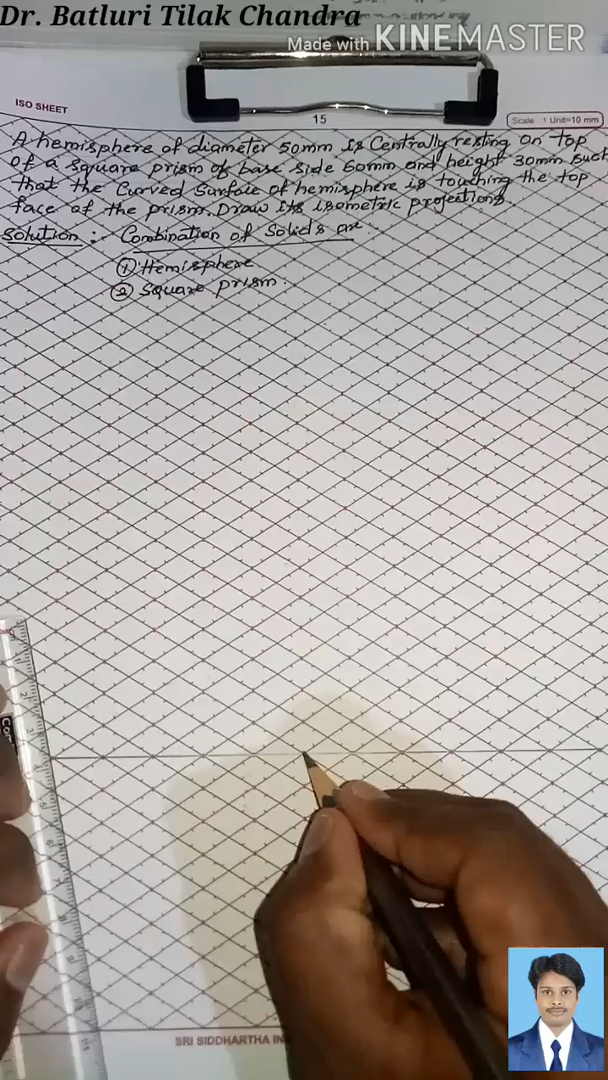 Dr. Batluri Tilak Chandra
Made with KINEMASTER
ISO SHEET
15
Scale 1 Unit=10 mm
A hemisphere of diameter 50mm is Centrally resting on top
of a square prism of base side 60mm and height 30mm such
that the curved surface of hemisphere is touching the top
face of the prism. Draw its isometric projections.
Solution :- Combination of Solids are :-
① Hemisphere
② Square prism.
SRI SIDDHARTHA IN